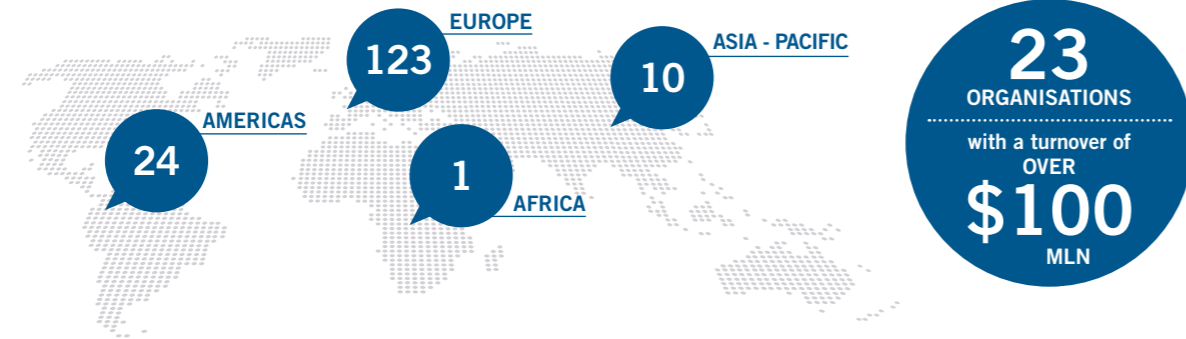 EUROPE
123
ASIA - PACIFIC
10
AMERICAS
24
1
AFRICA
23
ORGANISATIONS
with a turnover of
OVER
$100
MLN